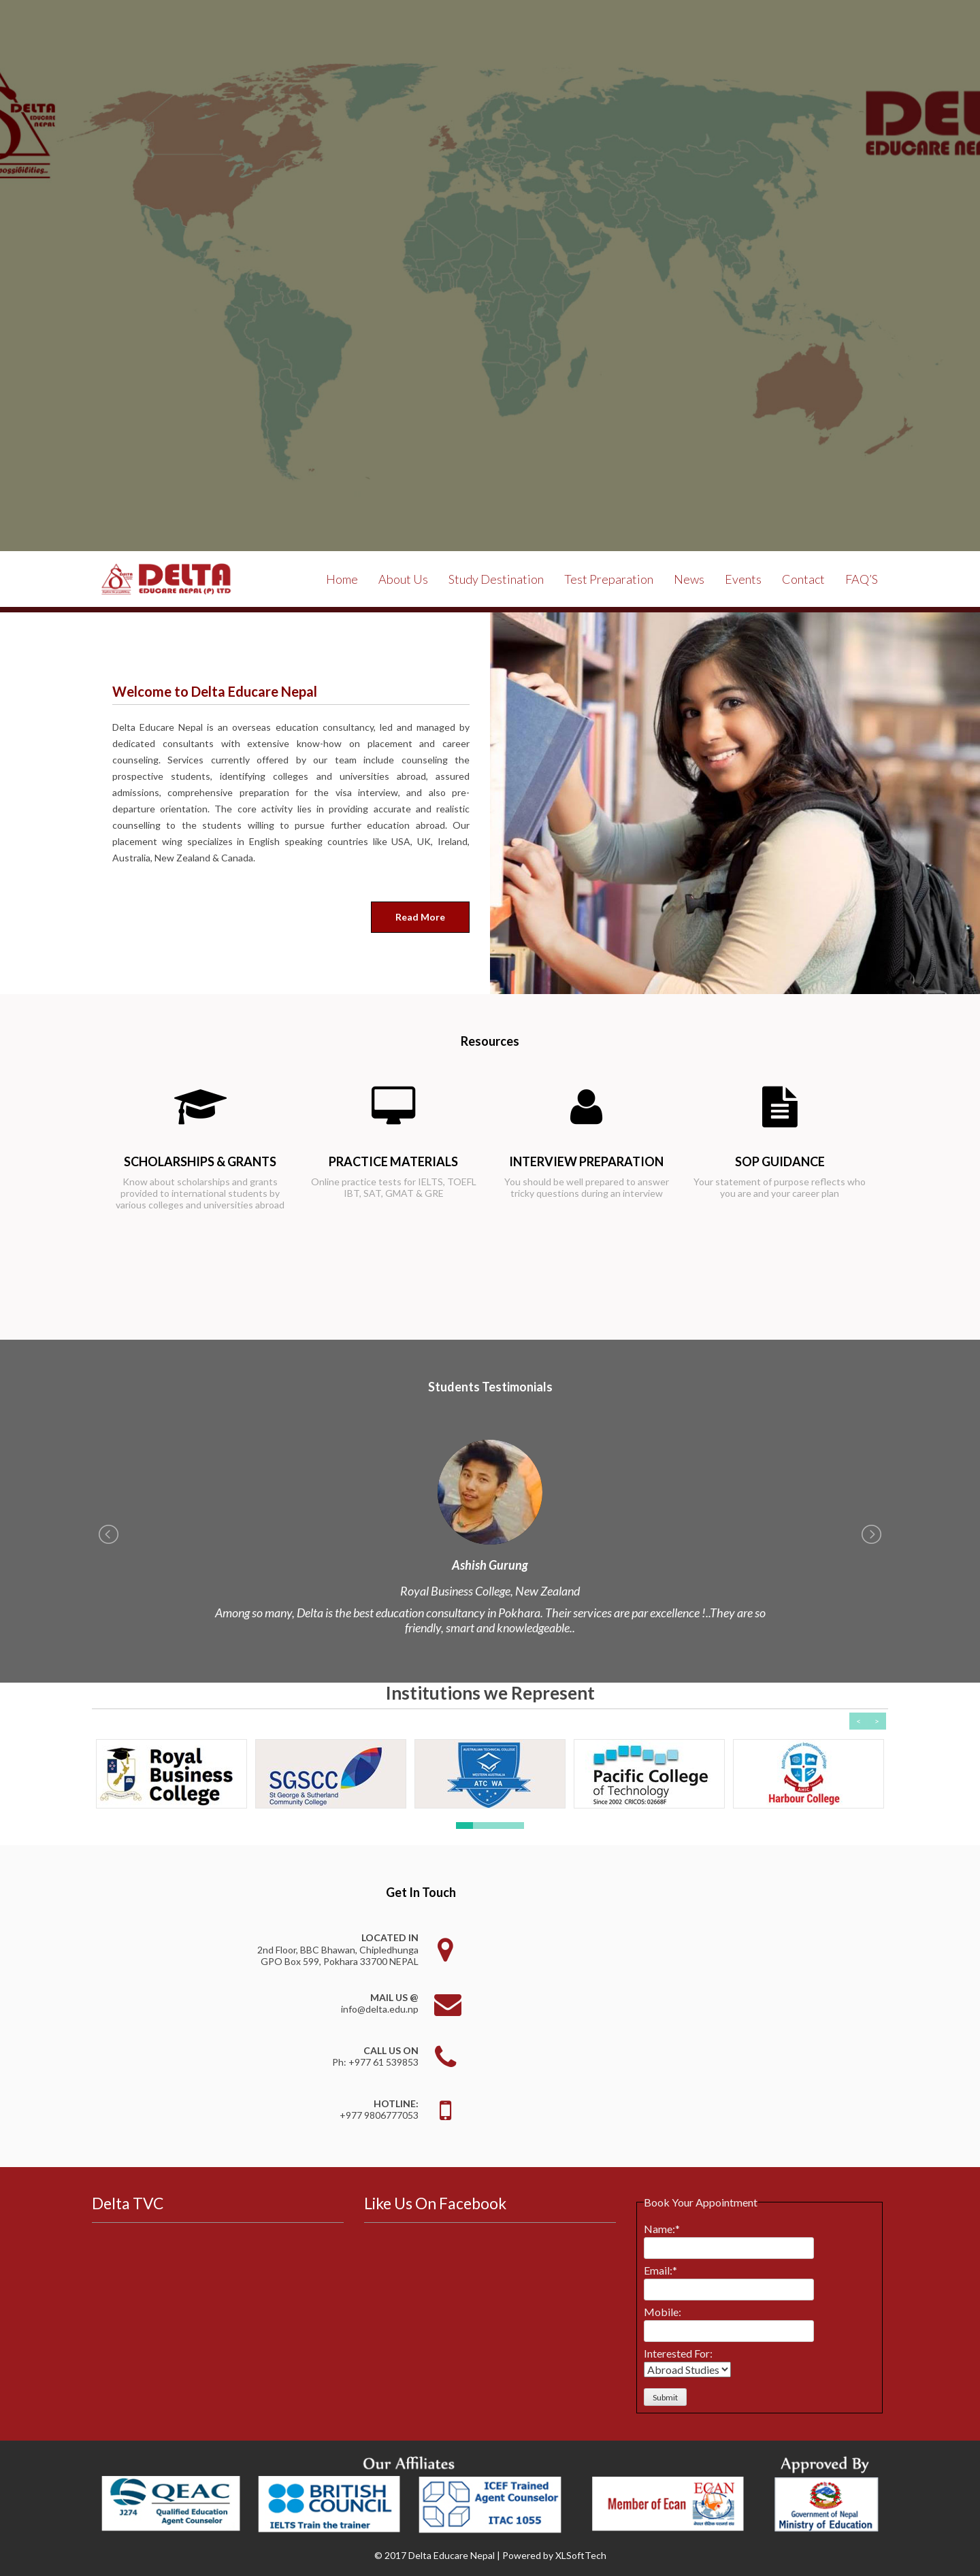 DELTA
EDUCARE
NEPAL
possibilities..
DEL
EDUCARE NE
DELTA
EDUCARE NEPAL (P) LTD
Home
About Us
Study Destination
Test Preparation
News
Events
Contact
FAQ'S
Welcome to Delta Educare Nepal
Delta Educare Nepal is an overseas education consultancy, led and managed by
dedicated consultants with extensive know-how on placement and career
counseling. Services currently offered by our team include counseling the
prospective students, identifying colleges and universities abroad, assured
admissions, comprehensive preparation for the visa interview, and also pre-
departure orientation. The core activity lies in providing accurate and realistic
counselling to the students willing to pursue further education abroad. Our
placement wing specializes in English speaking countries like USA, UK, Ireland,
Australia, New Zealand & Canada.
Read More
Resources
SCHOLARSHIPS & GRANTS
Know about scholarships and grants
provided to international students by
various colleges and universities abroad
PRACTICE MATERIALS
Online practice tests for IELTS, TOEFL
IBT, SAT, GMAT & GRE
INTERVIEW PREPARATION
You should be well prepared to answer
tricky questions during an interview
SOP GUIDANCE
Your statement of purpose reflects who
you are and your career plan
Students Testimonials
Ashish Gurung
Royal Business College, New Zealand
Among so many, Delta is the best education consultancy in Pokhara. Their services are par excellence !..They are so
friendly, smart and knowledgeable..
Institutions we Represent
Royal
Business
College
SGSCC
St George & Sutherland
Community College
AUSTRALIAN TECHNICAL COLLEGE
WESTERN AUSTRALIA
ATC WA
Pacific College
of Technology
Since 2002 CRICOS: 02668F
AHIC
Harbour College
Get In Touch
LOCATED IN
2nd Floor, BBC Bhawan, Chipledhunga
GPO Box 599, Pokhara 33700 NEPAL
MAIL US @
info@delta.edu.np
CALL US ON
Ph: +977 61 539853
HOTLINE:
+977 9806777053
Delta TVC
Like Us On Facebook
Book Your Appointment
Name:*
Email:*
Mobile:
Interested For:
Abroad Studies
Submit
Our Affiliates
Approved By
QEAC
J274
Qualified Education
Agent Counselor
BRITISH
COUNCIL
IELTS Train the trainer
ICEF Trained
Agent Counselor
ITAC 1055
Member of Ecan
ECAN
Government of Nepal
Ministry of Education
© 2017 Delta Educare Nepal | Powered by XLSoftTech